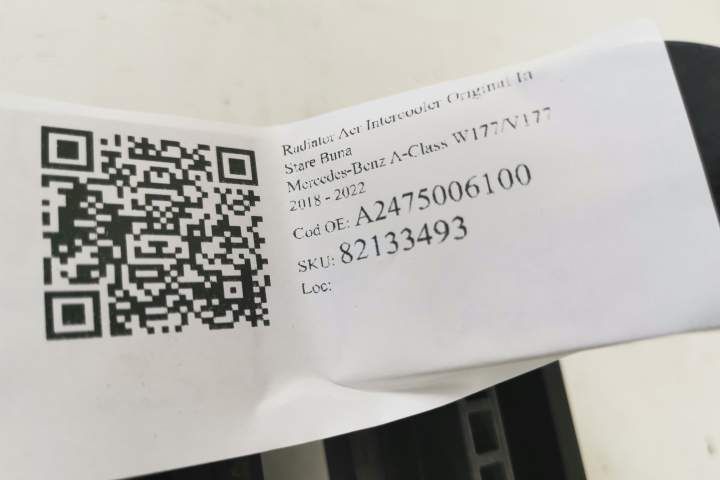 Radiator Aer Intercooler Original In
Stare Buna
Mercedes-Benz A-Class W177/V177
2018 - 2022
Cod OE: A2475006100
SKU: 82133493
Loc: